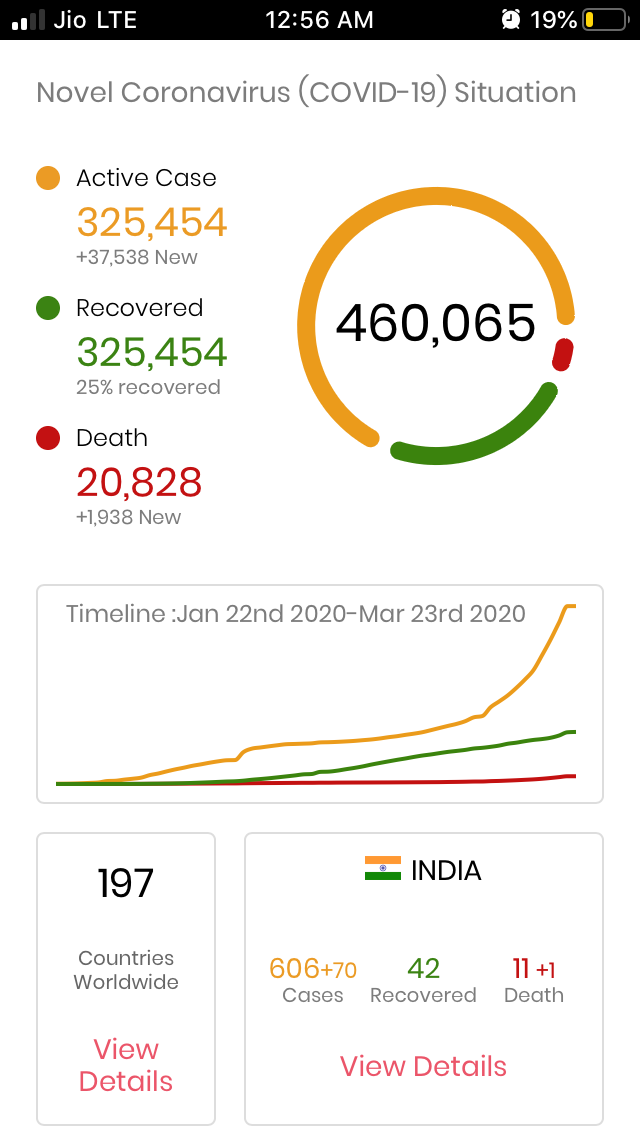 Jio LTE 12:56 AM 19%
Novel Coronavirus (COVID-19) Situation
Active Case
325,454
+37,538 New
Recovered
325,454
25% recovered
Death
20,828
+1,938 New
460,065
Timeline :Jan 22nd 2020-Mar 23rd 2020
197
Countries
Worldwide
View
Details
INDIA
606+70 42 11 +1
Cases Recovered Death
View Details